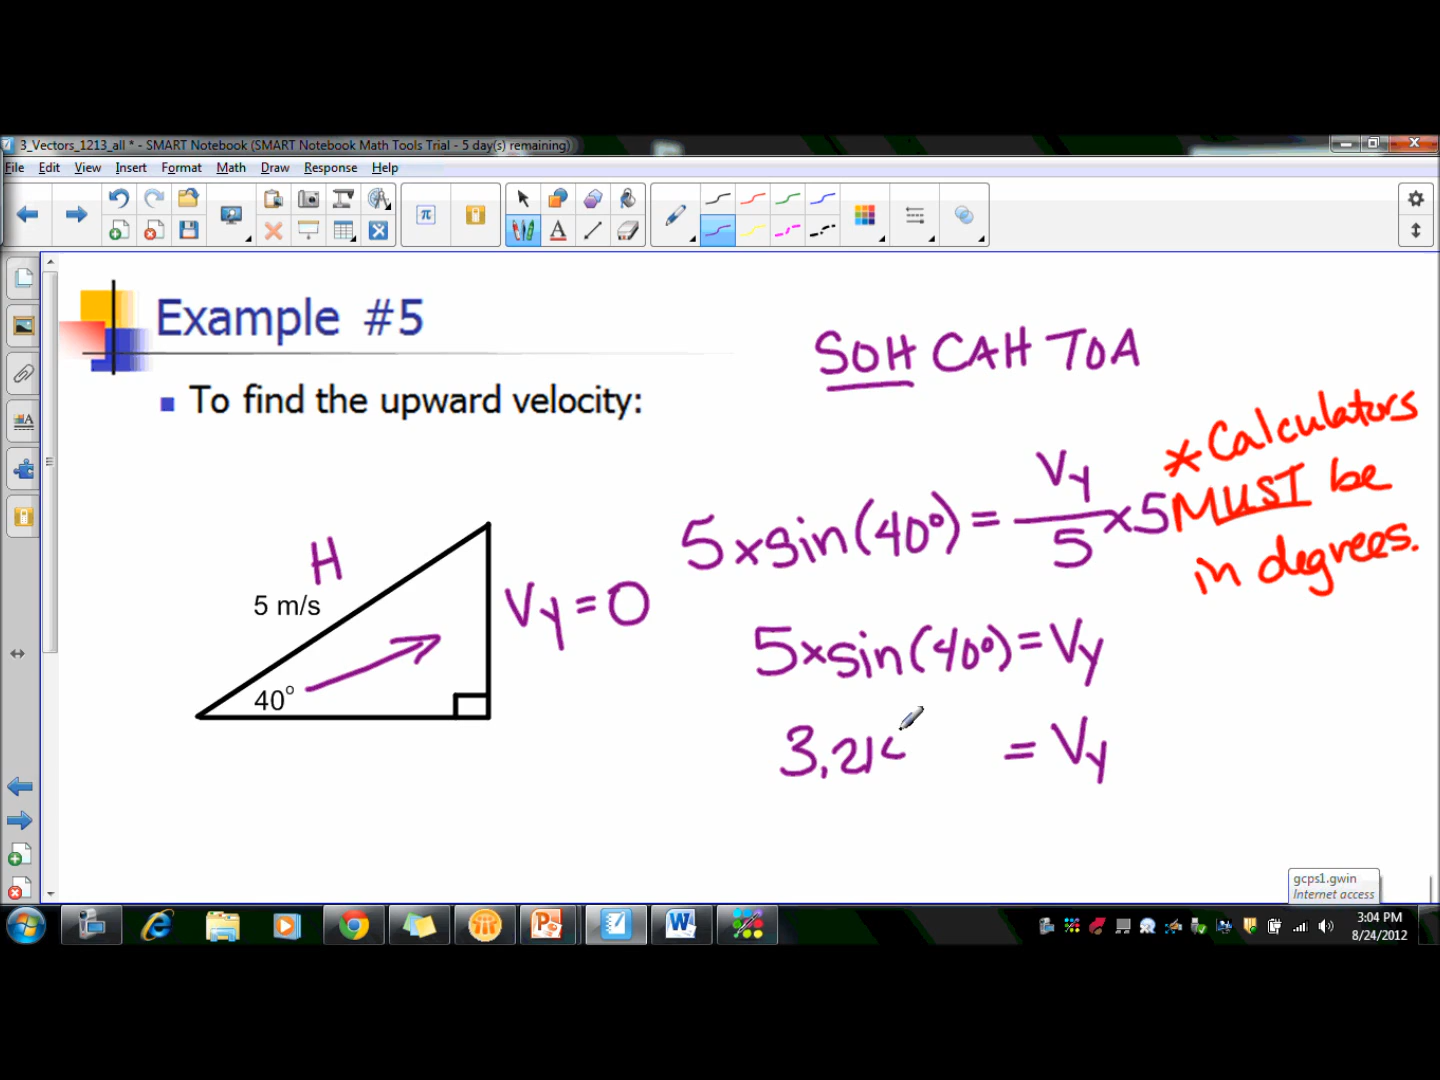 3_Vectors_1213_all * - SMART Notebook (SMART Notebook Math Tools Trial - 5 day(s) remaining)
File Edit View Insert Format Math Draw Response Help
Example #5
To find the upward velocity:
SOH CAH TOA
* Calculators
MUST be
in degrees.
5×sin(40°) = Vy/5 ×5
H
5 m/s
Vy = O
40°
5×sin(40°) = Vy
3.214 = Vy
gcps1.gwin
Internet access
3:04 PM
8/24/2012